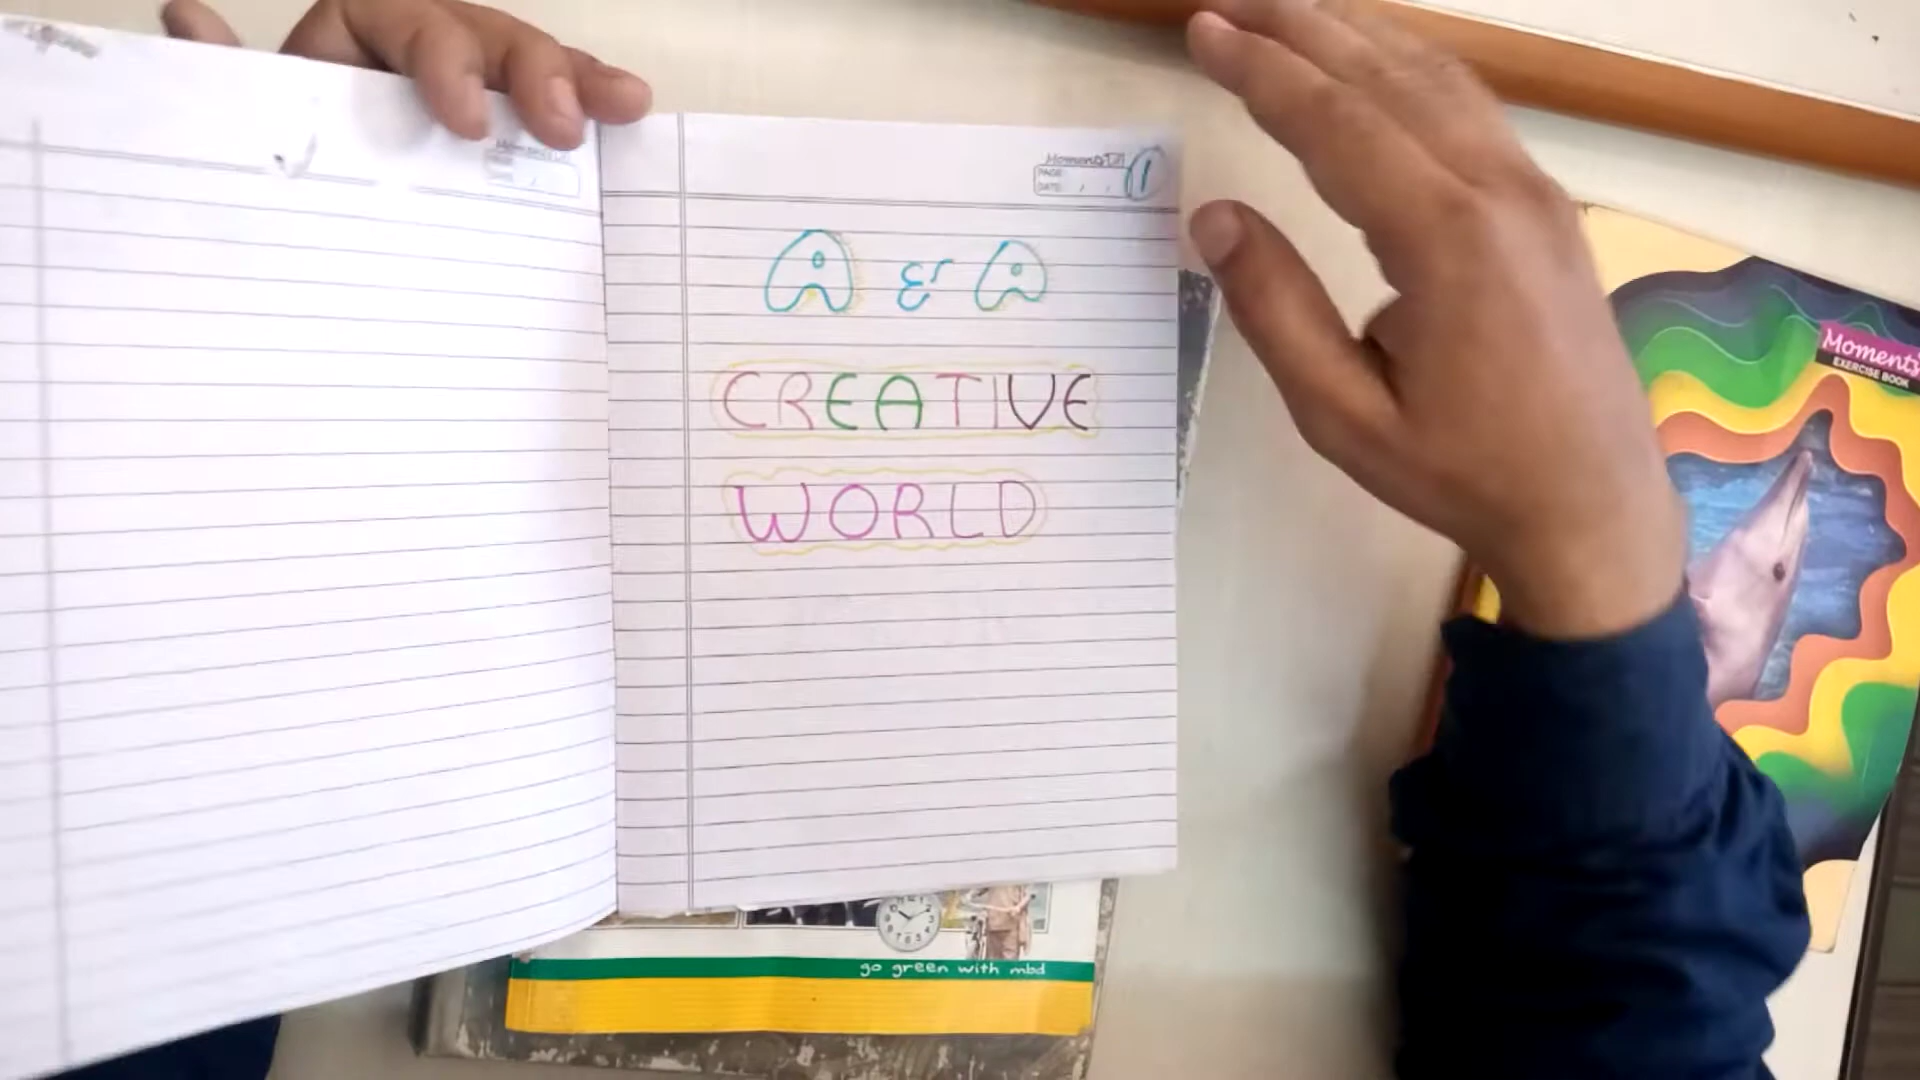 Moments
PAGE
DATE
1
A & A
CREATIVE
WORLD
Moments
EXERCISE BOOK
go green with mbd